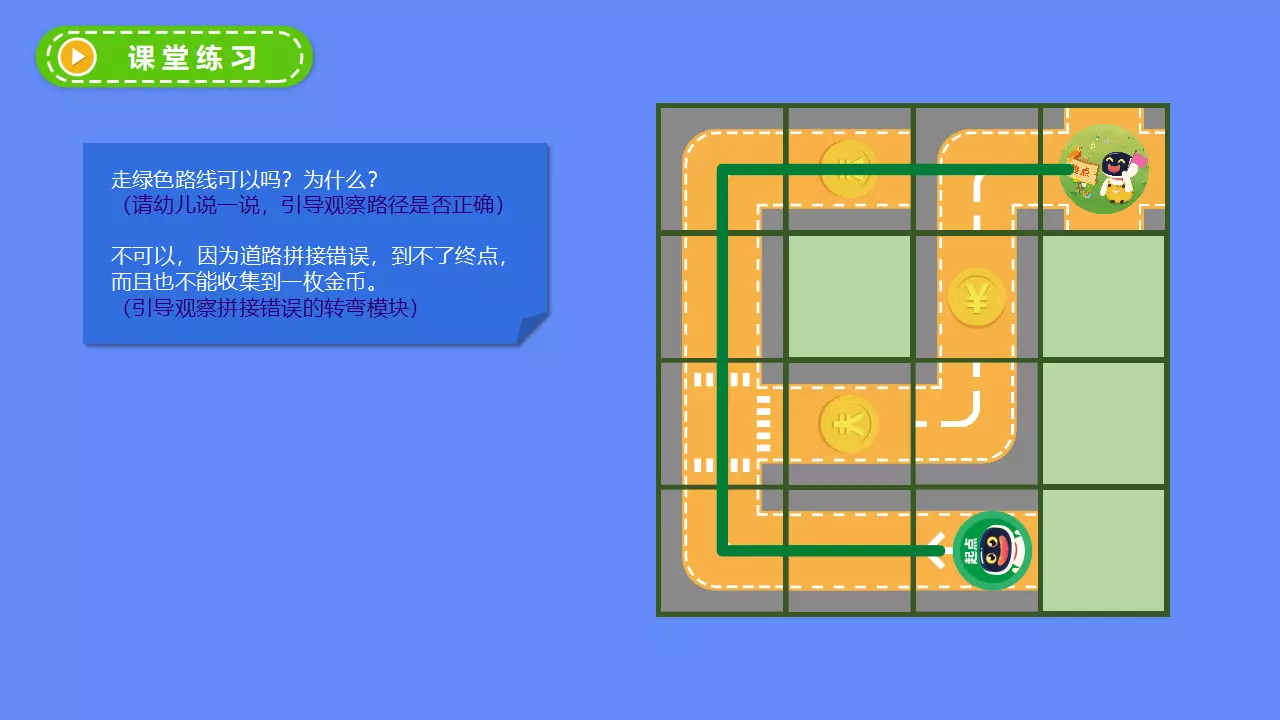 课堂练习
走绿色路线可以吗？为什么？
（请幼儿说一说，引导观察路径是否正确）
不可以，因为道路拼接错误，到不了终点，
而且也不能收集到一枚金币。
（引导观察拼接错误的转弯模块）
终点
¥
¥
¥
起点